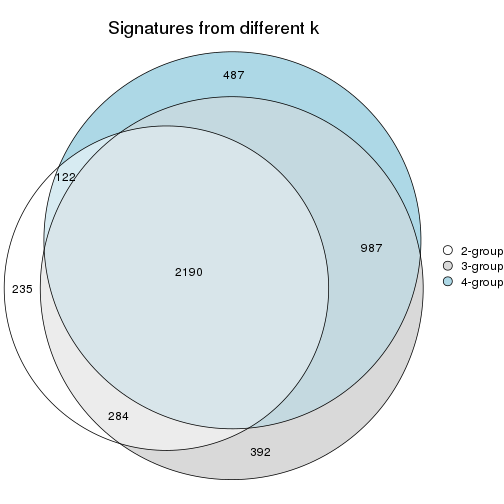 Signatures from different k
487
122
987
2190
235
284
392
2-group
3-group
4-group